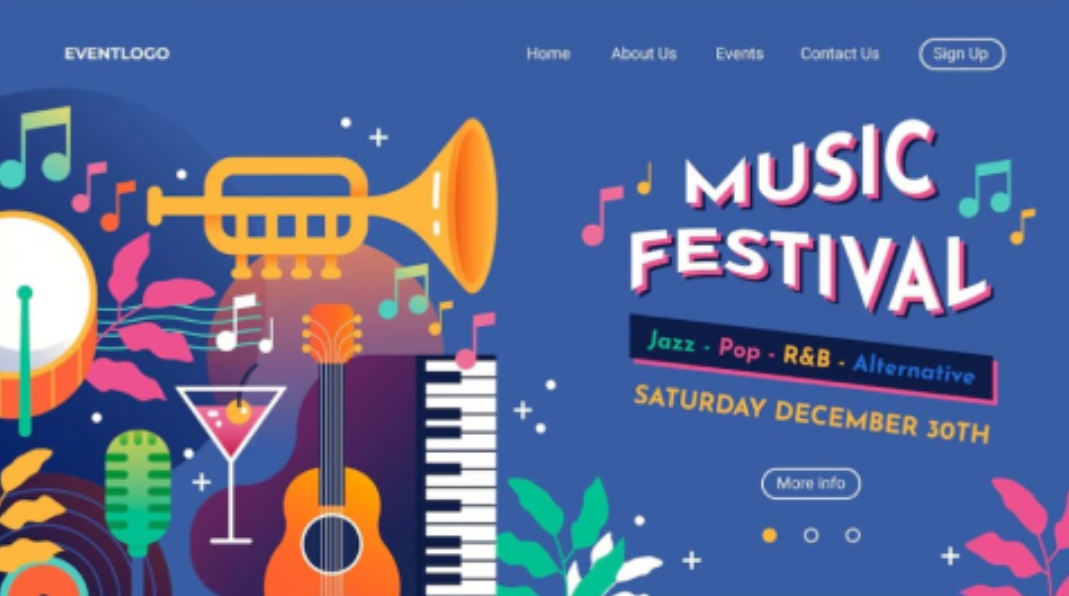 EVENTLOGO
Home About Us Events Contact Us Sign Up
MUSIC
FESTIVAL
Jazz - Pop - R&B - Alternative
SATURDAY DECEMBER 30TH
More info